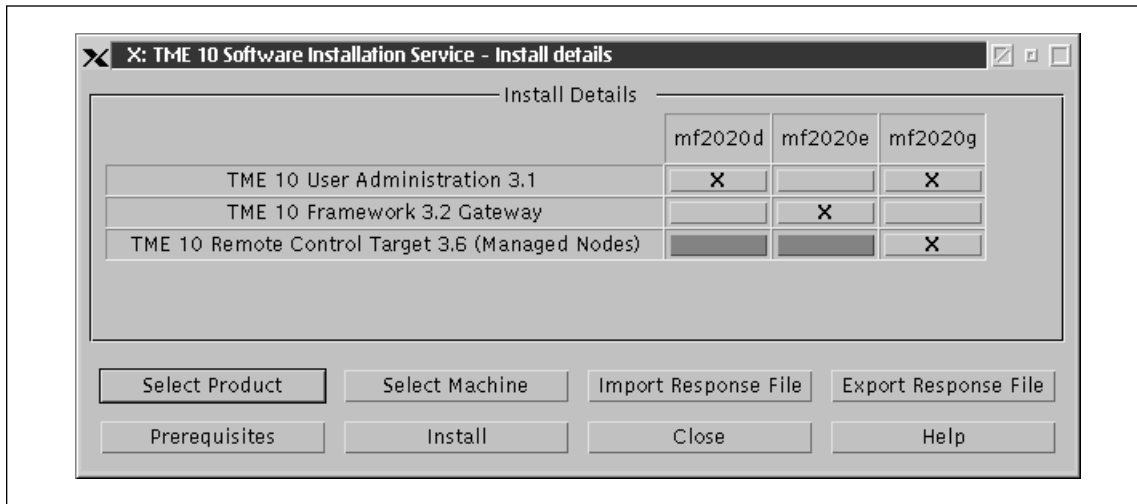 X: TME 10 Software Installation Service - Install details
Install Details
mf2020d mf2020e mf2020g
TME 10 User Administration 3.1 X X
TME 10 Framework 3.2 Gateway X
TME 10 Remote Control Target 3.6 (Managed Nodes) X
Select Product Select Machine Import Response File Export Response File
Prerequisites Install Close Help